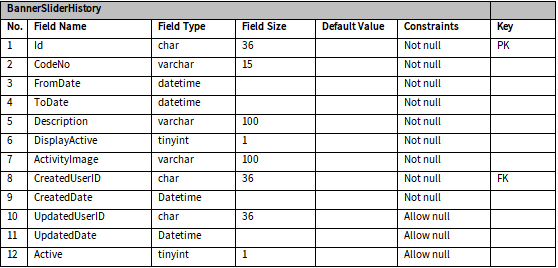 BannerSliderHistory
No. Field Name Field Type Field Size Default Value Constraints Key
1 Id char 36 Not null PK
2 CodeNo varchar 15 Not null
3 FromDate datetime Not null
4 ToDate datetime Not null
5 Description varchar 100 Not null
6 DisplayActive tinyint 1 Not null
7 ActivityImage varchar 100 Not null
8 CreatedUserID char 36 Not null FK
9 CreatedDate Datetime Not null
10 UpdatedUserID char 36 Allow null
11 UpdatedDate Datetime Allow null
12 Active tinyint 1 Allow null